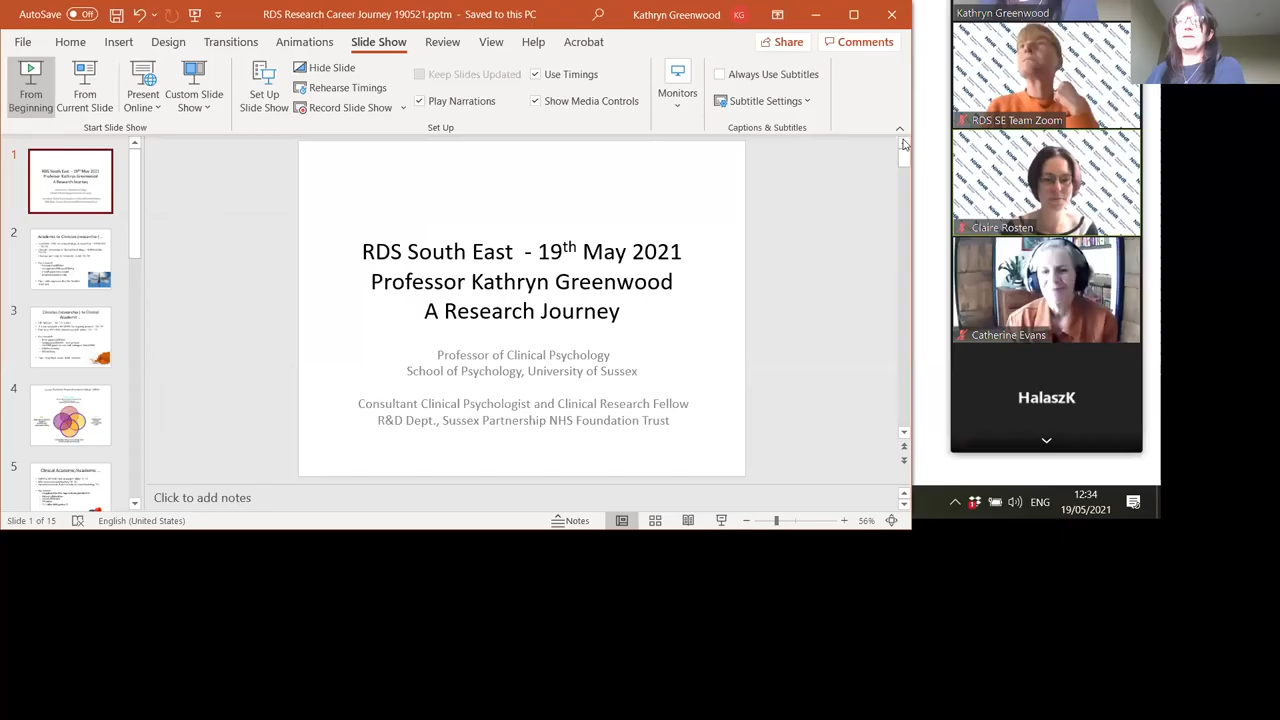 AutoSave
Off
RDS Research Career Journey 190521.pptm - Saved to this PC
Kathryn Greenwood
KG
File
Home
Insert
Design
Transitions
Animations
Slide Show
Review
View
Help
Acrobat
Share
Comments
From
Beginning
From
Current Slide
Present
Online
Custom Slide
Show
Start Slide Show
Set Up
Slide Show
Hide Slide
Rehearse Timings
Record Slide Show
Keep Slides Updated
Play Narrations
Use Timings
Show Media Controls
Set Up
Monitors
Always Use Subtitles
Subtitle Settings
Captions & Subtitles
1
2
3
4
5
RDS South East - 19th May 2021
Professor Kathryn Greenwood
A Research Journey
Professor of Clinical Psychology
School of Psychology, University of Sussex
Consultant Clinical Psychologist and Clinical Research Fellow
R&D Dept., Sussex Partnership NHS Foundation Trust
Click to add notes
Slide 1 of 15
English (United States)
Notes
56%
Kathryn Greenwood
RDS SE Team Zoom
Claire Rosten
Catherine Evans
HalaszK
ENG
12:34
19/05/2021